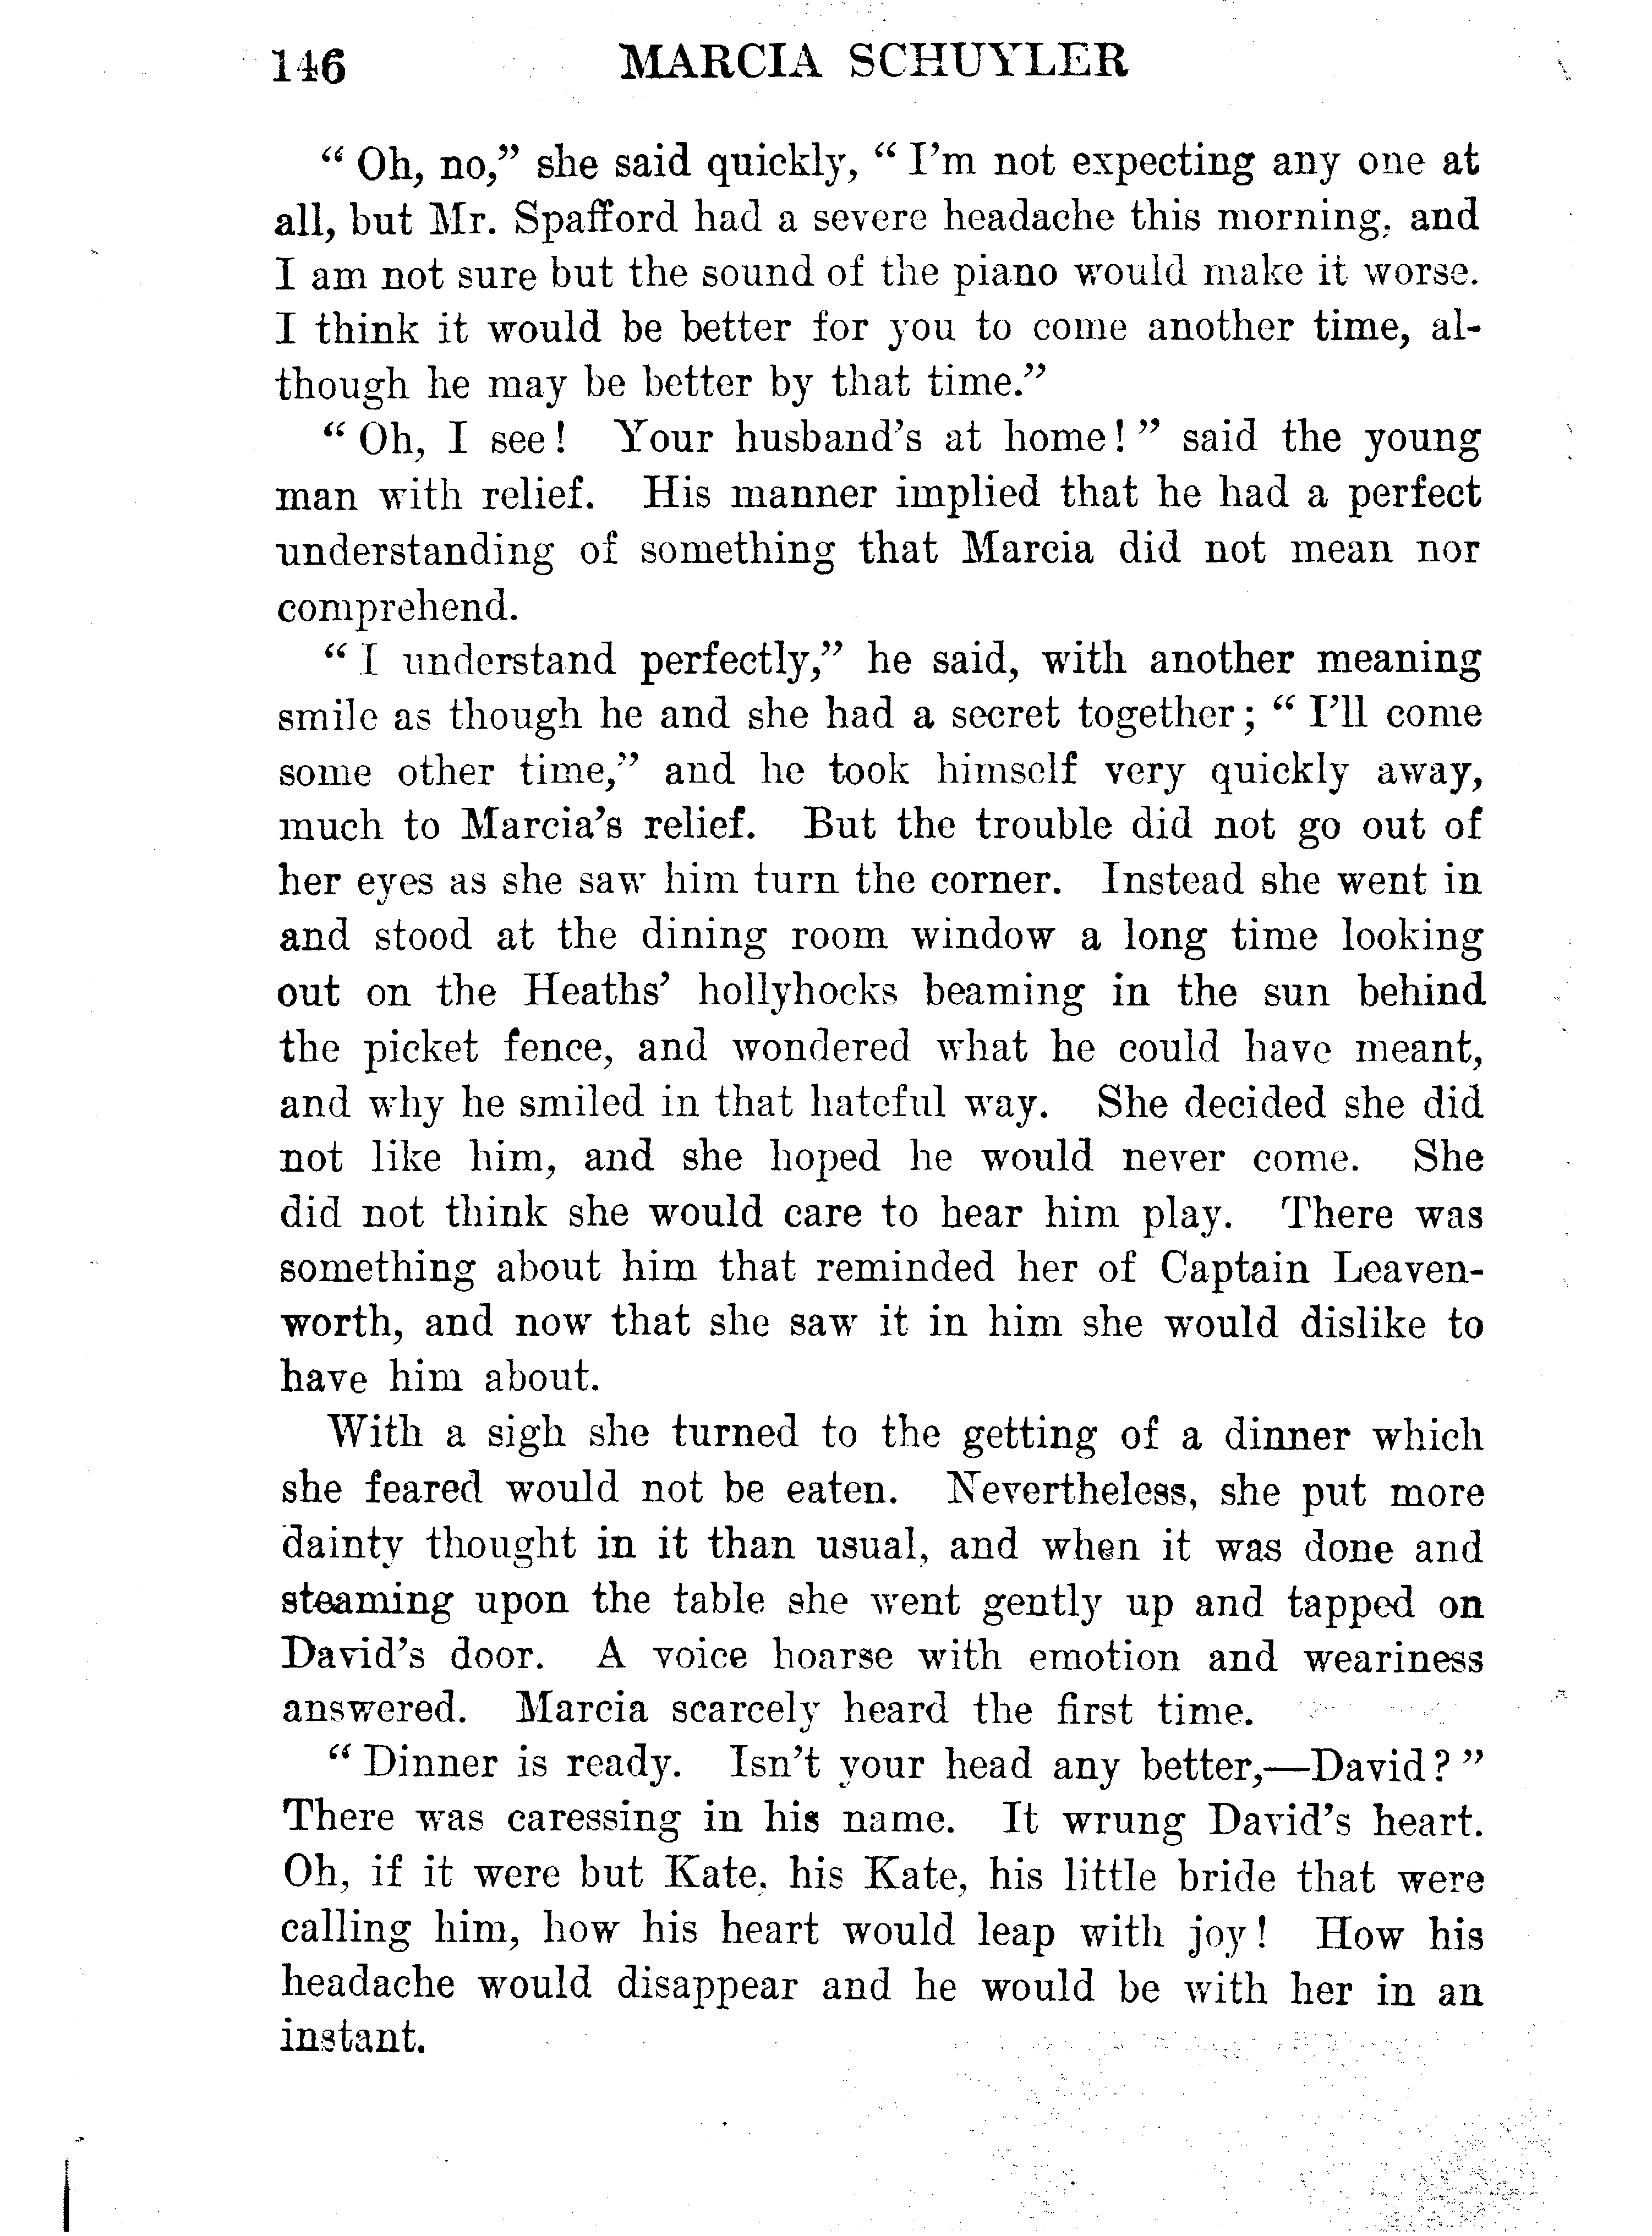 146 MARCIA SCHUYLER
“ Oh, no,” she said quickly, “ I’m not expecting any one at
all, but Mr. Spafford had a severe headache this morning, and
I am not sure but the sound of the piano would make it worse.
I think it would be better for you to come another time, al-
though he may be better by that time.”
“ Oh, I see! Your husband’s at home! ” said the young
man with relief. His manner implied that he had a perfect
understanding of something that Marcia did not mean nor
comprehend.
“ I understand perfectly,” he said, with another meaning
smile as though he and she had a secret together; “ I’ll come
some other time,” and he took himself very quickly away,
much to Marcia’s relief. But the trouble did not go out of
her eyes as she saw him turn the corner. Instead she went in
and stood at the dining room window a long time looking
out on the Heaths’ hollyhocks beaming in the sun behind
the picket fence, and wondered what he could have meant,
and why he smiled in that hateful way. She decided she did
not like him, and she hoped he would never come. She
did not think she would care to hear him play. There was
something about him that reminded her of Captain Leaven-
worth, and now that she saw it in him she would dislike to
have him about.
With a sigh she turned to the getting of a dinner which
she feared would not be eaten. Nevertheless, she put more
dainty thought in it than usual, and when it was done and
steaming upon the table she went gently up and tapped on
David’s door. A voice hoarse with emotion and weariness
answered. Marcia scarcely heard the first time.
“ Dinner is ready. Isn’t your head any better,—David? ”
There was caressing in his name. It wrung David’s heart.
Oh, if it were but Kate, his Kate, his little bride that were
calling him, how his heart would leap with joy! How his
headache would disappear and he would be with her in an
instant.